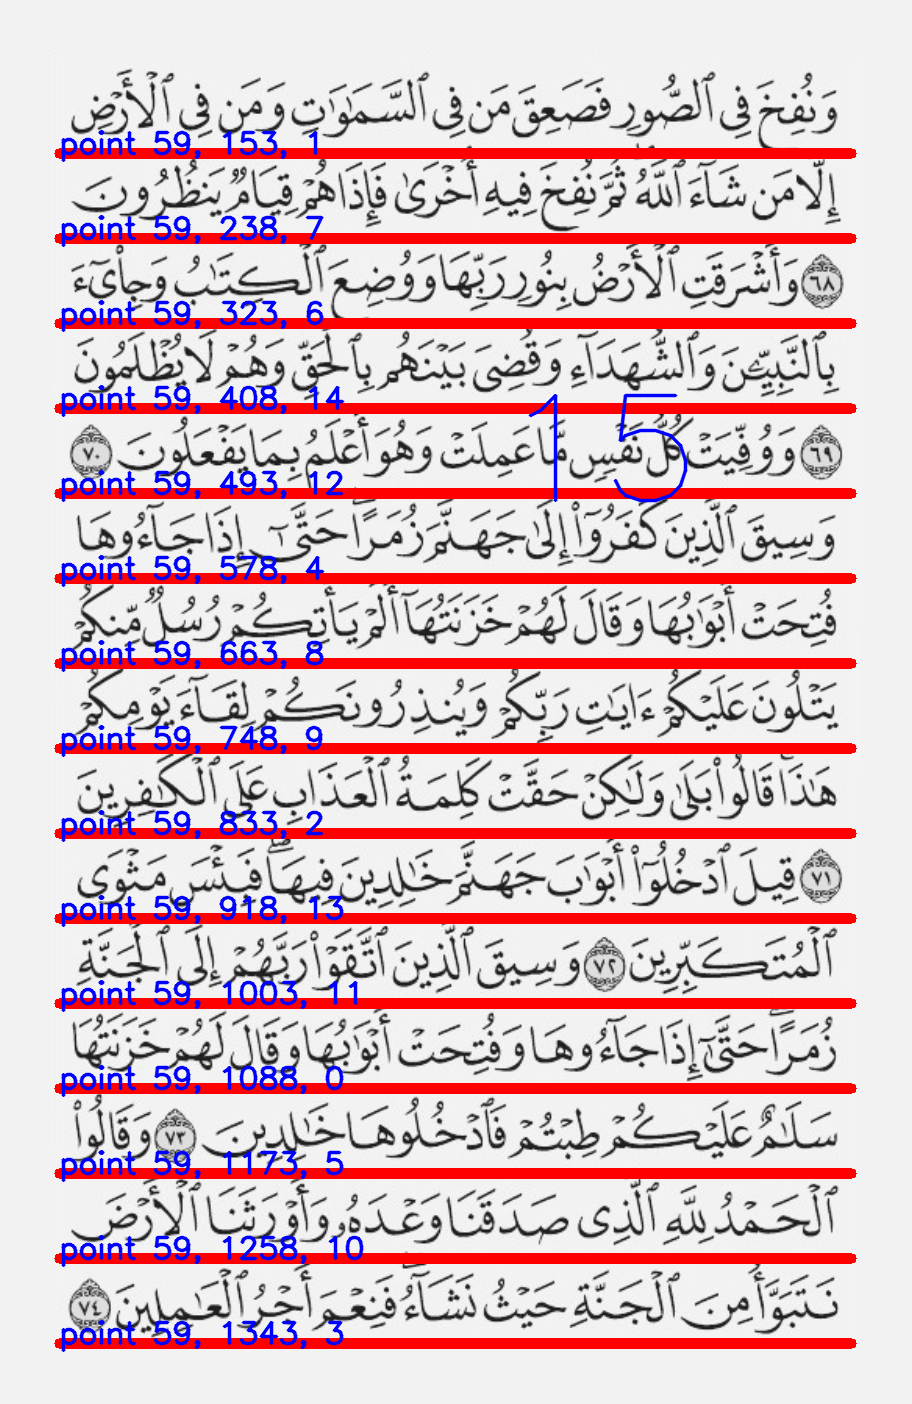 وَنُفِخَ فِي ٱلصُّورِ فَصَعِقَ مَن فِي ٱلسَّمَٰوَٰتِ وَمَن فِي ٱلْأَرْضِ
point 59, 153, 1
إِلَّا مَن شَآءَ ٱللَّهُ ثُمَّ نُفِخَ فِيهِ أُخْرَىٰ فَإِذَا هُمْ قِيَامٌ يَنظُرُونَ
point 59, 238, 7
٦٨ وَأَشْرَقَتِ ٱلْأَرْضُ بِنُورِ رَبِّهَا وَوُضِعَ ٱلْكِتَٰبُ وَجِا۟ىٓءَ
point 59, 323, 6
بِٱلنَّبِيِّـۧنَ وَٱلشُّهَدَآءِ وَقُضِىَ بَيْنَهُم بِٱلْحَقِّ وَهُمْ لَا يُظْلَمُونَ
point 59, 408, 14
٦٩ وَوُفِّيَتْ كُلُّ نَفْسٍ مَّا عَمِلَتْ وَهُوَ أَعْلَمُ بِمَا يَفْعَلُونَ ٧٠
15
point 59, 493, 12
وَسِيقَ ٱلَّذِينَ كَفَرُوٓا۟ إِلَىٰ جَهَنَّمَ زُمَرًا حَتَّىٰٓ إِذَا جَآءُوهَا
point 59, 578, 4
فُتِحَتْ أَبْوَٰبُهَا وَقَالَ لَهُمْ خَزَنَتُهَآ أَلَمْ يَأْتِكُمْ رُسُلٌ مِّنكُمْ
point 59, 663, 8
يَتْلُونَ عَلَيْكُمْ ءَايَٰتِ رَبِّكُمْ وَيُنذِرُونَكُمْ لِقَآءَ يَوْمِكُمْ
point 59, 748, 9
هَٰذَا قَالُوا۟ بَلَىٰ وَلَٰكِنْ حَقَّتْ كَلِمَةُ ٱلْعَذَابِ عَلَى ٱلْكَٰفِرِينَ
point 59, 833, 2
٧١ قِيلَ ٱدْخُلُوٓا۟ أَبْوَٰبَ جَهَنَّمَ خَٰلِدِينَ فِيهَا ۖ فَبِئْسَ مَثْوَى
point 59, 918, 13
ٱلْمُتَكَبِّرِينَ ٧٢ وَسِيقَ ٱلَّذِينَ ٱتَّقَوْا۟ رَبَّهُمْ إِلَى ٱلْجَنَّةِ
point 59, 1003, 11
زُمَرًا حَتَّىٰٓ إِذَا جَآءُوهَا وَفُتِحَتْ أَبْوَٰبُهَا وَقَالَ لَهُمْ خَزَنَتُهَا
point 59, 1088, 0
سَلَٰمٌ عَلَيْكُمْ طِبْتُمْ فَٱدْخُلُوهَا خَٰلِدِينَ ٧٣ وَقَالُوا۟
point 59, 1173, 5
ٱلْحَمْدُ لِلَّهِ ٱلَّذِى صَدَقَنَا وَعْدَهُۥ وَأَوْرَثَنَا ٱلْأَرْضَ
point 59, 1258, 10
نَتَبَوَّأُ مِنَ ٱلْجَنَّةِ حَيْثُ نَشَآءُ ۖ فَنِعْمَ أَجْرُ ٱلْعَٰمِلِينَ ٧٤
point 59, 1343, 3